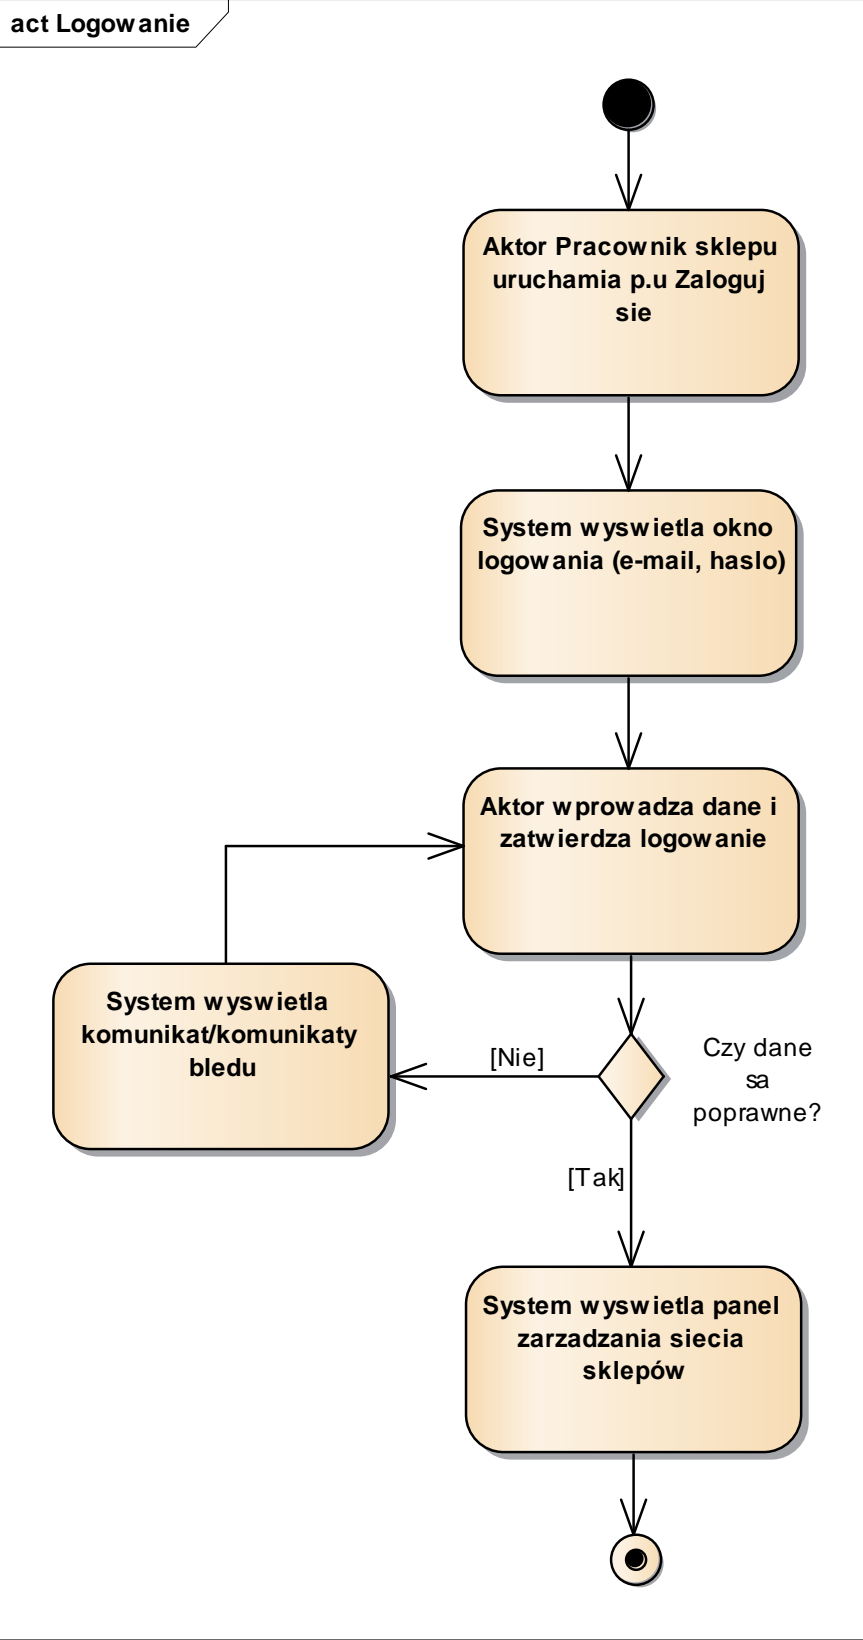 act Logowanie
Aktor Pracownik sklepu
uruchamia p.u Zaloguj
sie
System wyswietla okno
logowania (e-mail, haslo)
Aktor wprowadza dane i
zatwierdza logowanie
System wyswietla
komunikat/komunikaty
bledu
[Nie]
Czy dane
sa
poprawne?
[Tak]
System wyswietla panel
zarzadzania siecia
sklepów